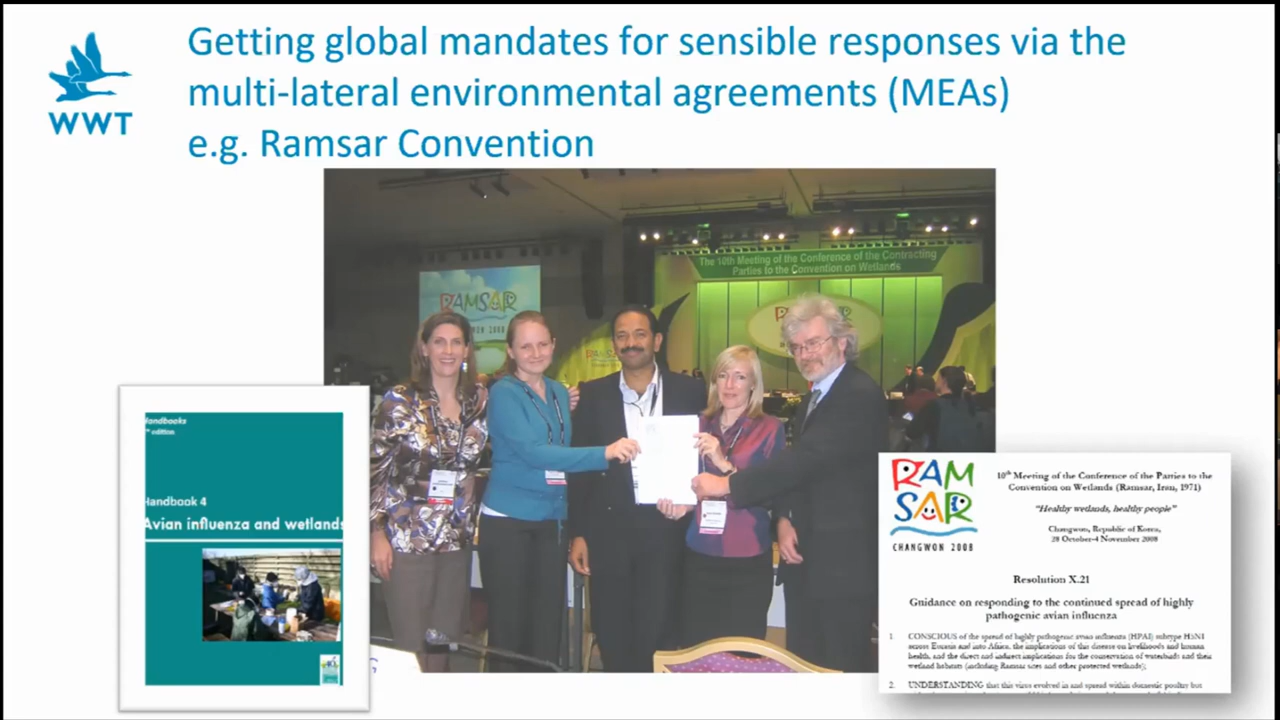 Getting global mandates for sensible responses via the
multi-lateral environmental agreements (MEAs)
e.g. Ramsar Convention
WWT
The 10th Meeting of the Conference of the Contracting
Parties to the Convention on Wetlands
RAMSAR
2008
andbooks
edition
andbook 4
Avian influenza and wetlands
RAM
SAR
CHANGWON 2008
10th Meeting of the Conference of the Parties to the
Convention on Wetlands (Ramsar, Iran, 1971)
"Healthy wetlands, healthy people"
Changwon, Republic of Korea,
28 October-4 November 2008
Resolution X.21
Guidance on responding to the continued spread of highly
pathogenic avian influenza
1. CONSCIOUS of the spread of highly pathogenic avian influenza (HPAI) subtype H5N1
across Eurasia and into Africa, the implications of this disease on livelihoods and human
health, and the direct and indirect implications for the conservation of waterbirds and their
wetland habitats (including Ramsar sites and other protected wetlands);
2. UNDERSTANDING that this virus evolved in and spread within domestic poultry but